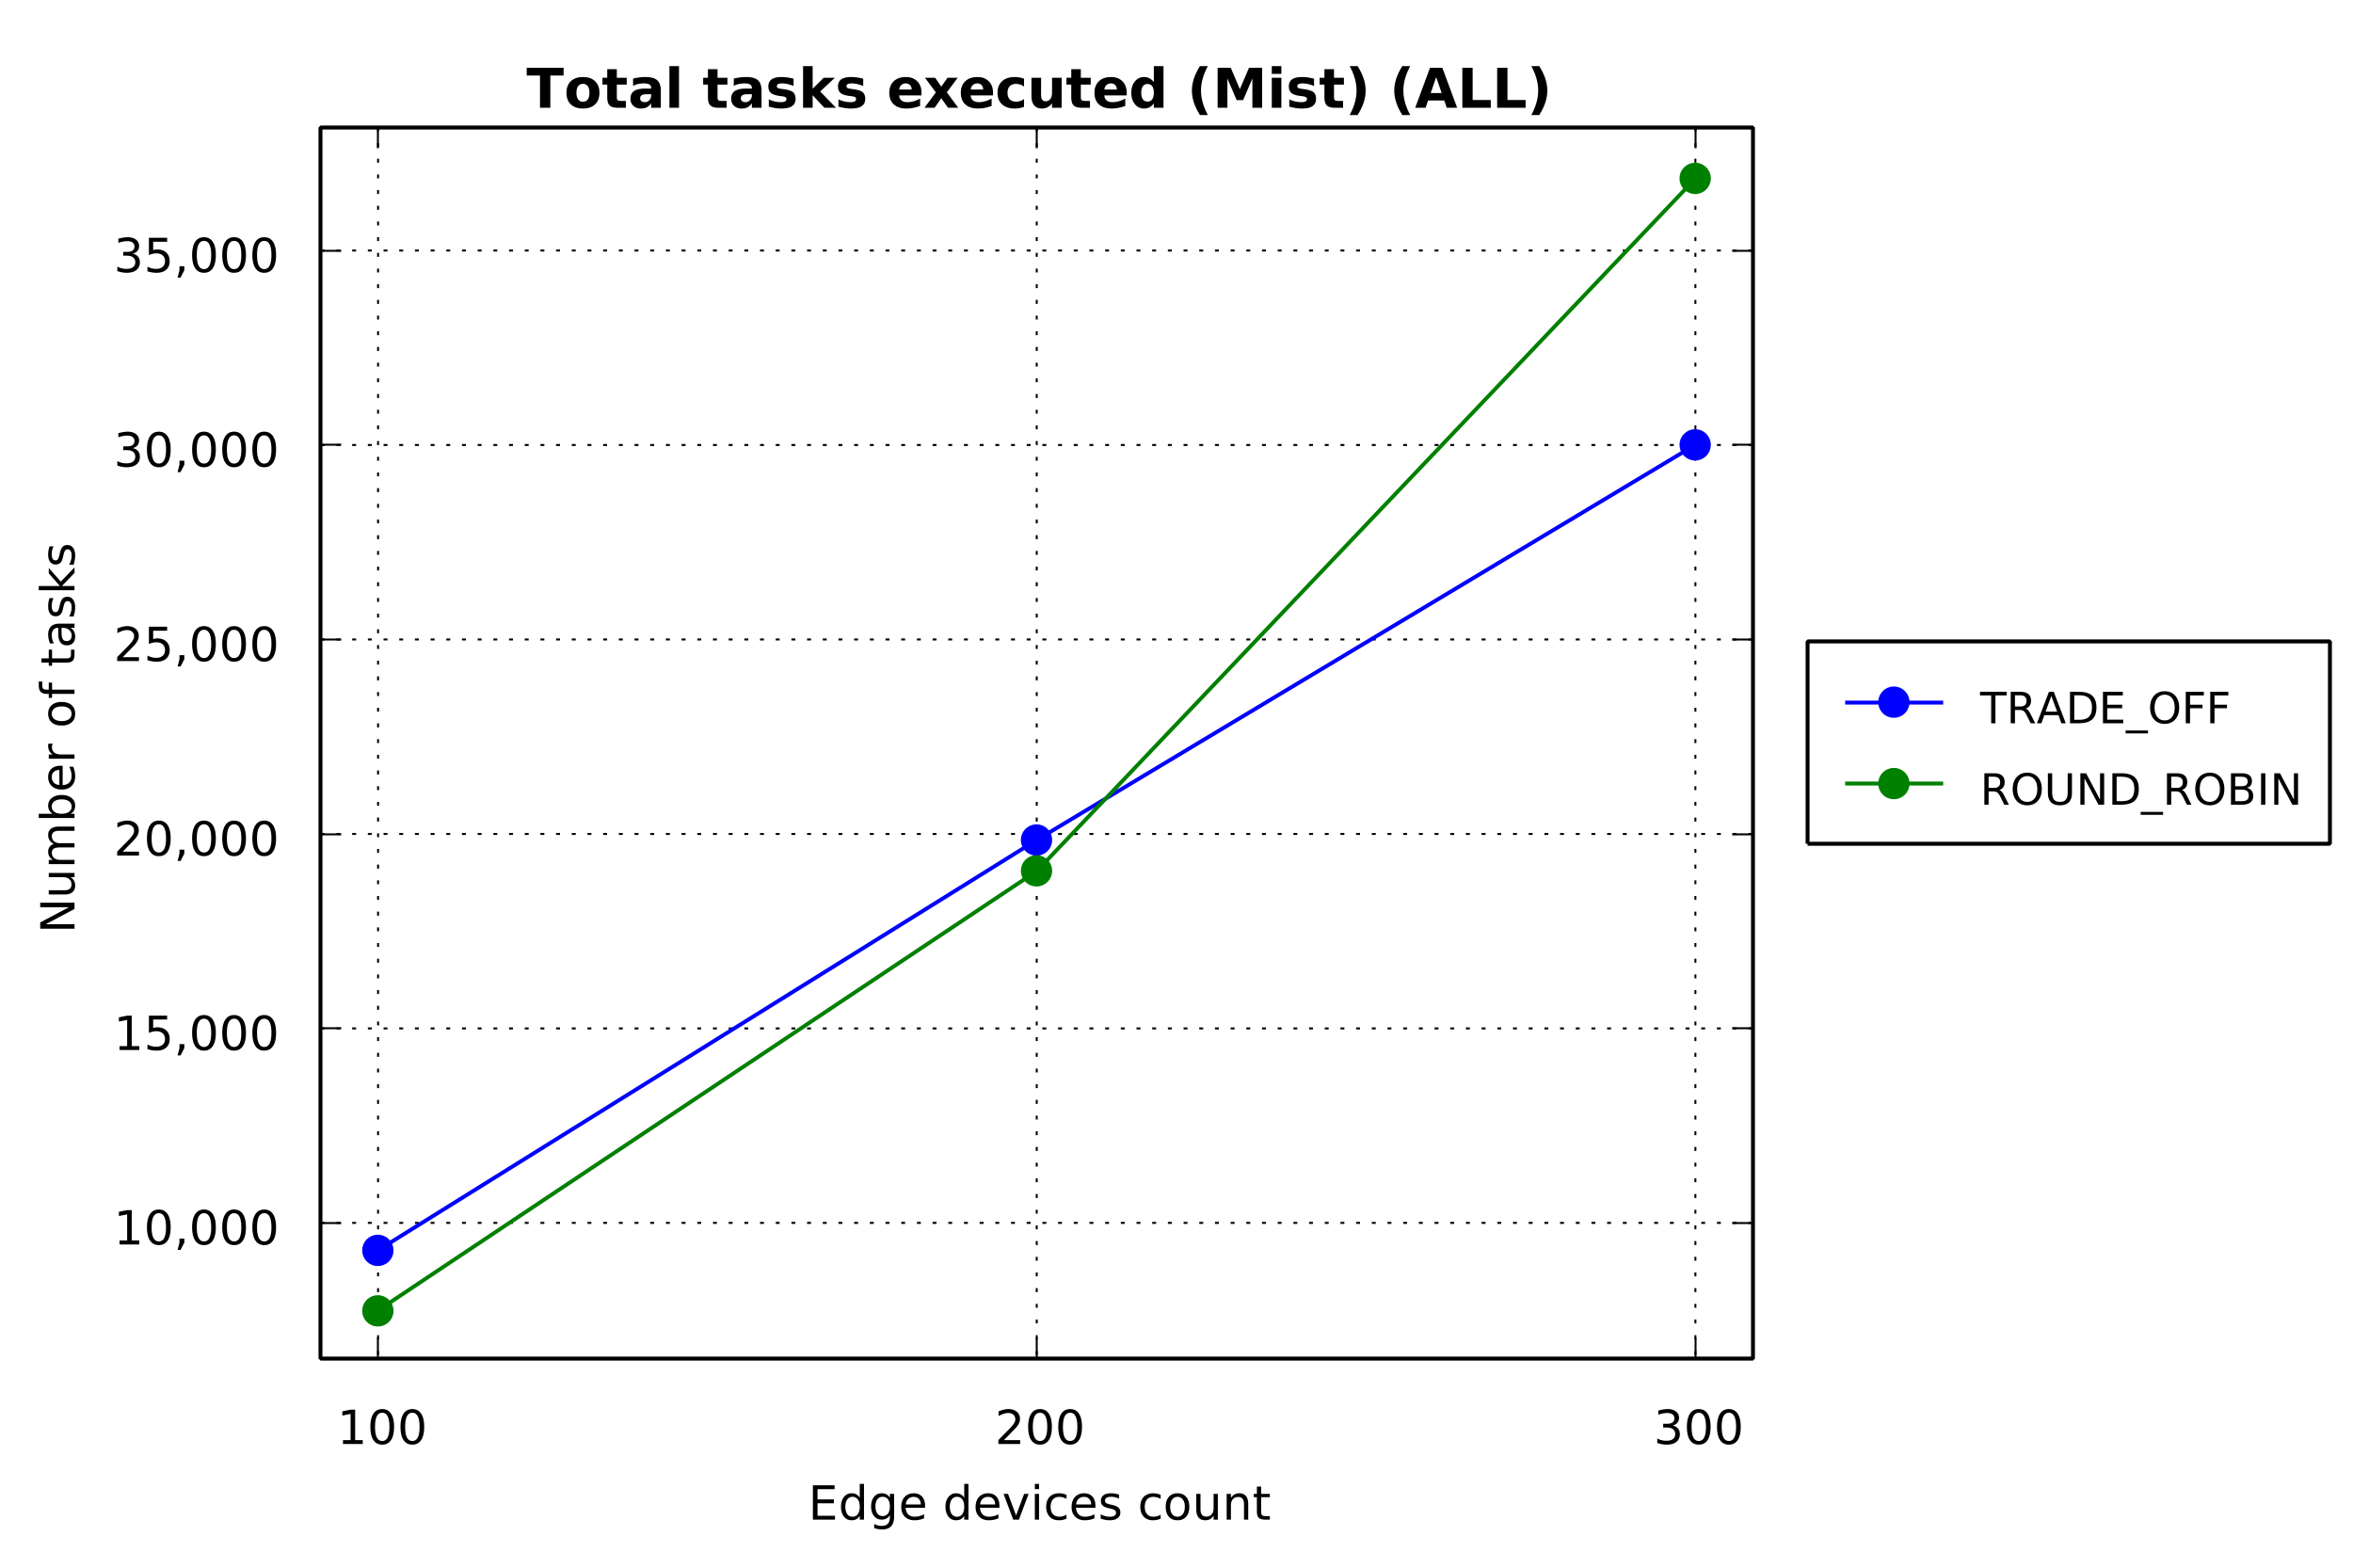 Total tasks executed (Mist) (ALL)
Number of tasks
35,000
30,000
25,000
20,000
15,000
10,000
100
200
300
Edge devices count
TRADE_OFF
ROUND_ROBIN